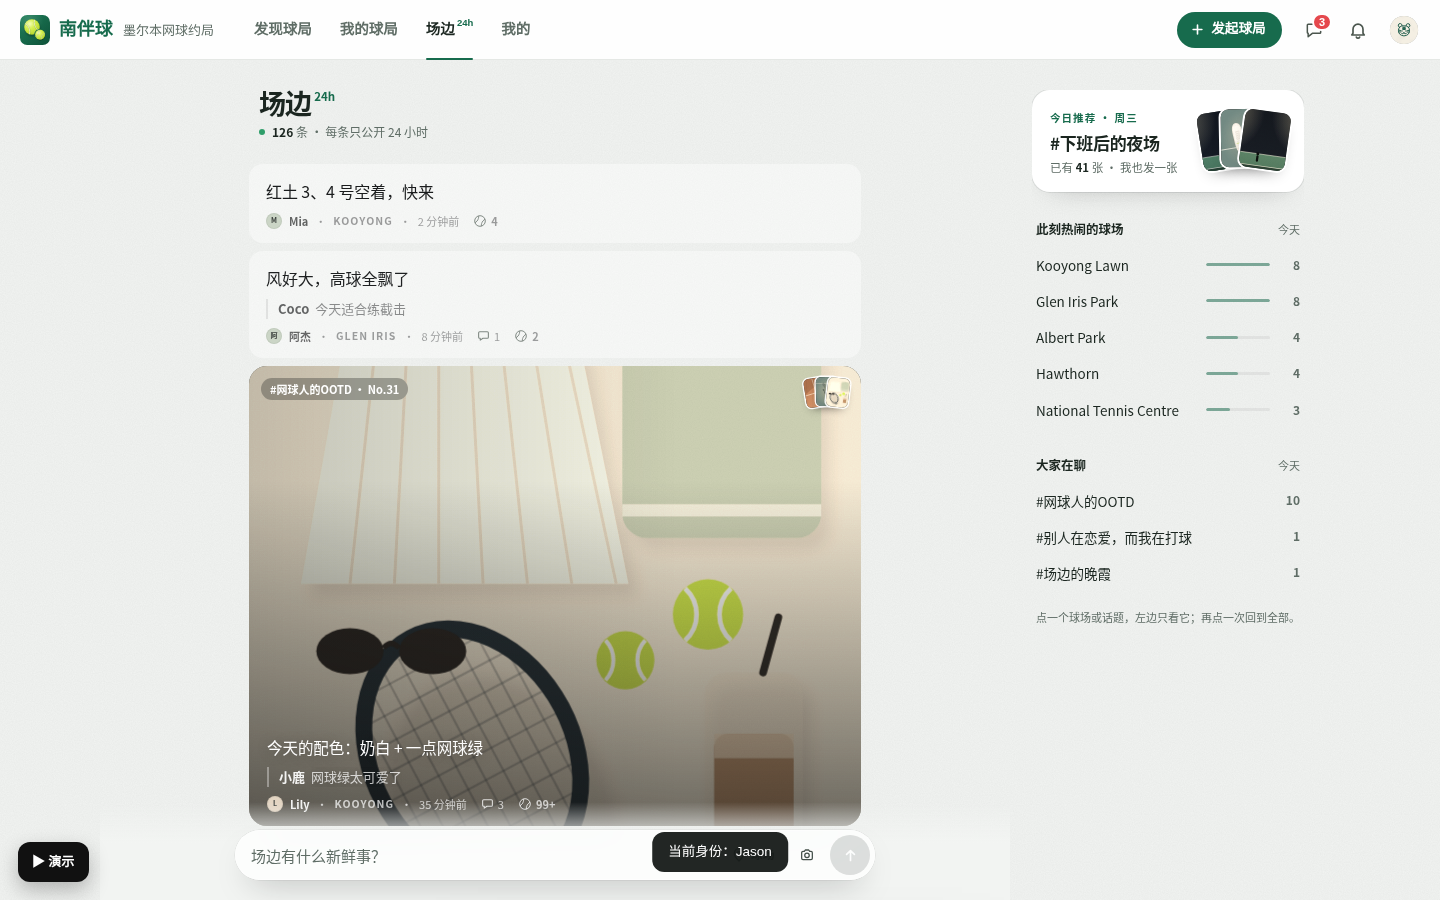 南伴球 墨尔本网球约局 发现球局 我的球局 场边 24h 我的 + 发起球局 3
场边 24h
126 条 · 每条只公开 24 小时
红土 3、4 号空着，快来
M Mia · KOOYONG · 2 分钟前 4
风好大，高球全飘了
Coco 今天适合练截击
阿 阿杰 · GLEN IRIS · 8 分钟前 1 2
#网球人的OOTD · No.31
今天的配色：奶白 + 一点网球绿
小鹿 网球绿太可爱了
L Lily · KOOYONG · 35 分钟前 3 99+
场边有什么新鲜事？
当前身份：Jason
▶ 演示
今日推荐 · 周三
#下班后的夜场
已有 41 张 · 我也发一张
此刻热闹的球场 今天
Kooyong Lawn 8
Glen Iris Park 8
Albert Park 4
Hawthorn 4
National Tennis Centre 3
大家在聊 今天
#网球人的OOTD 10
#别人在恋爱，而我在打球 1
#场边的晚霞 1
点一个球场或话题，左边只看它；再点一次回到全部。